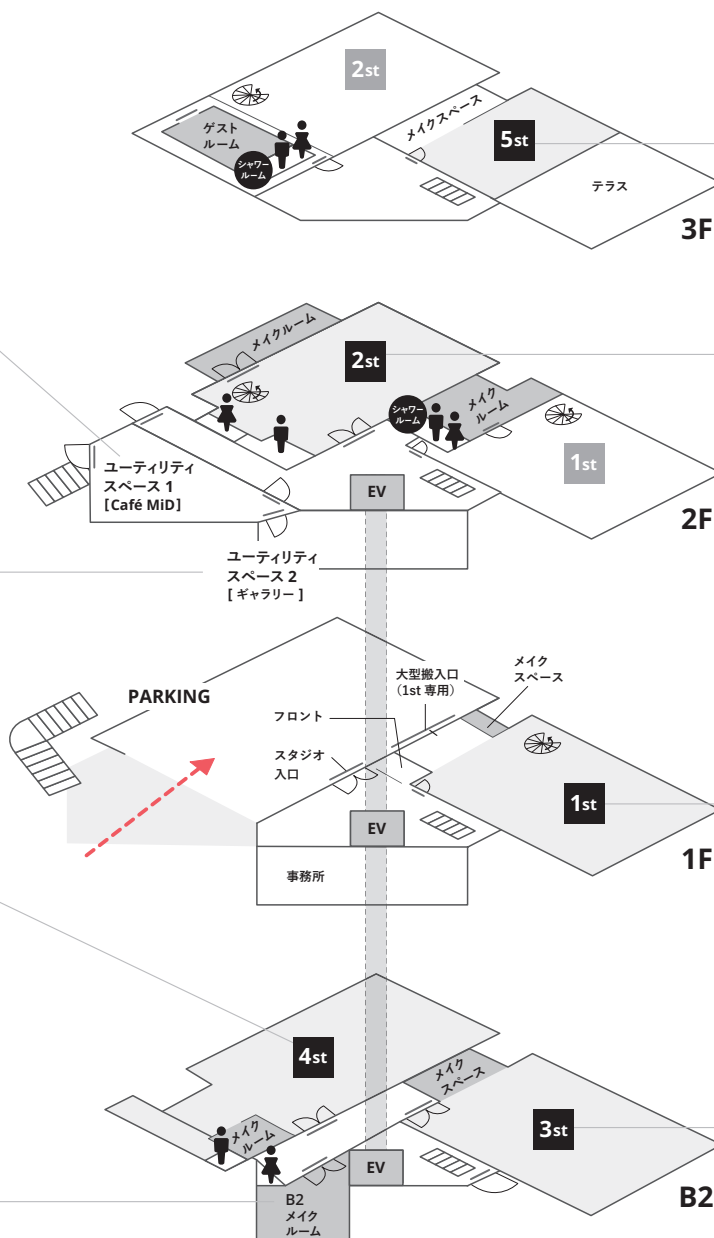 2st
メイクスペース
ゲスト
ルーム
シャワー
ルーム
5st
テラス
3F
メイクルーム
2st
シャワー
ルーム
メイク
ルーム
1st
ユーティリティ
スペース 1
[Café MiD]
EV
2F
ユーティリティ
スペース 2
[ ギャラリー ]
PARKING
大型搬入口
(1st 専用)
メイク
スペース
フロント
スタジオ
入口
1st
EV
1F
事務所
4st
メイク
スペース
メイク
ルーム
3st
EV
B2
B2
メイク
ルーム